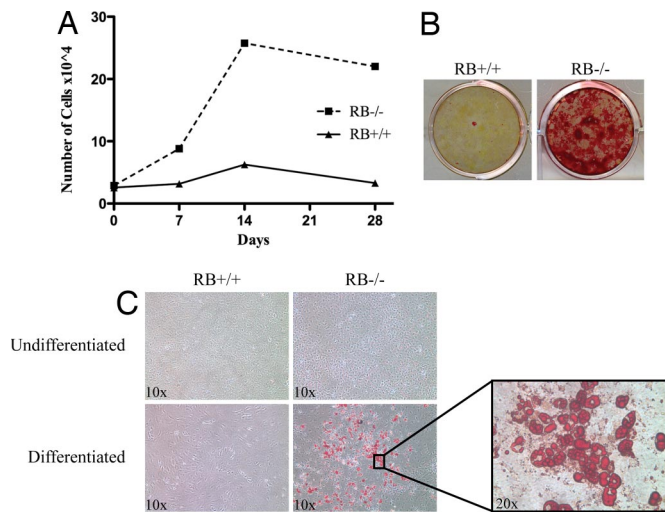 A
Number of Cells x10^4
30
20
10
0
0
7
14
21
28
Days
RB-/-
RB+/+
B
RB+/+
RB-/-
C
RB+/+
RB-/-
Undifferentiated
10x
10x
Differentiated
10x
10x
20x